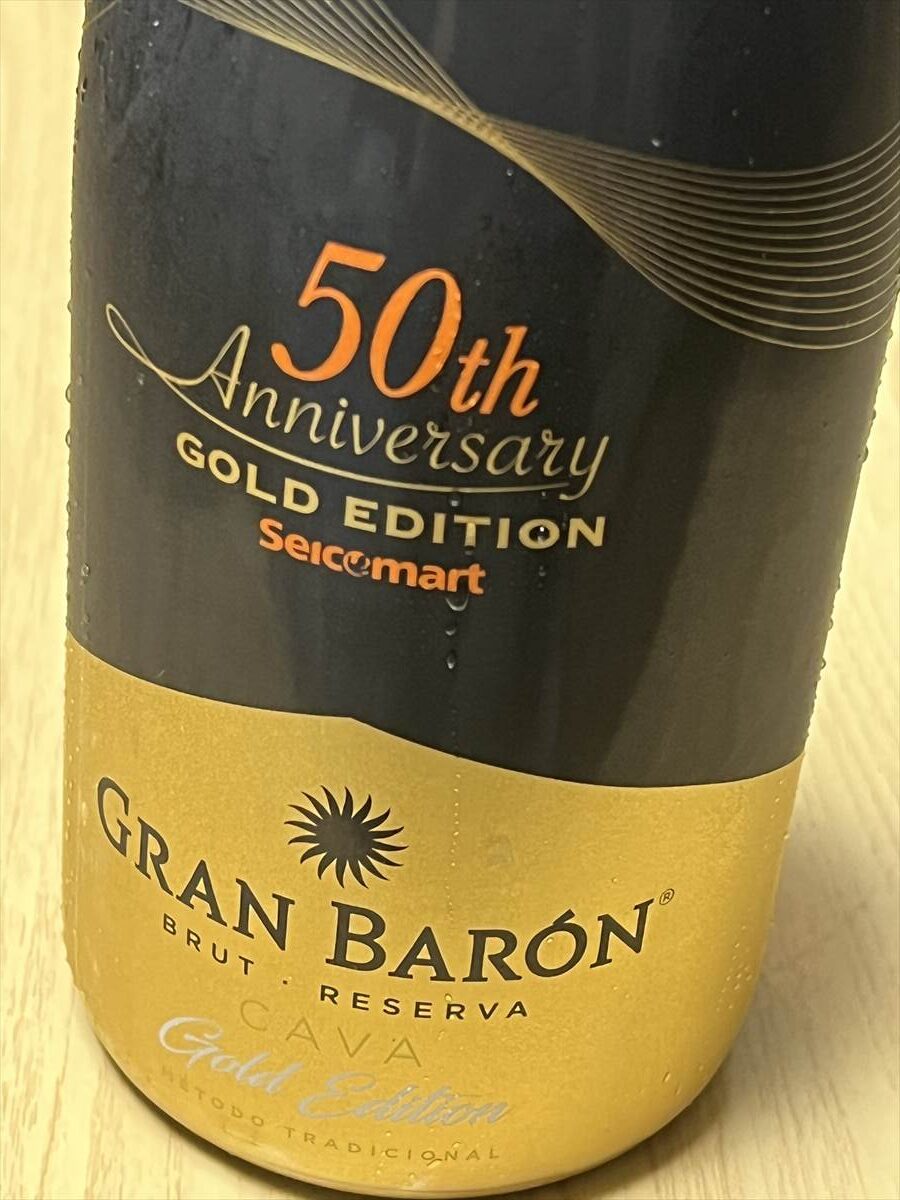 50th
Anniversary
GOLD EDITION
Seicomart
GRAN BARÓN®
BRUT . RESERVA
CAVA
Gold Edition
MÉTODO TRADICIONAL